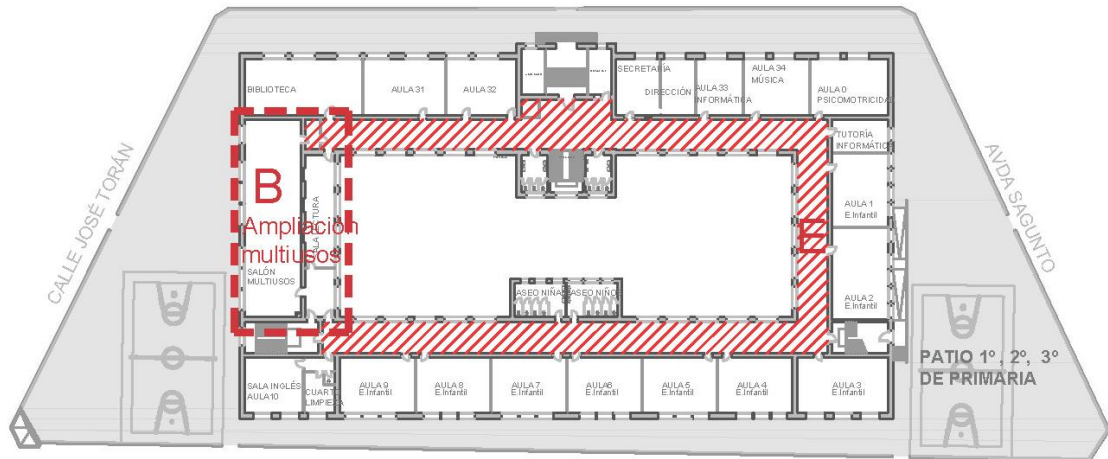 SECRETARÍA
AULA 34
MÚSICA
BIBLIOTECA
AULA 31
AULA 32
DIRECCIÓN
AULA 33
INFORMÁTICA
AULA 0
PSICOMOTRICIDAD
TUTORÍA
INFORMÁTICA
CALLE JOSÉ TORÁN
AVDA SAGUNTO
B
Ampliación
multiusos
SALÓN
MULTIUSOS
E
AULA 1
E.Infantil
AULA 2
E.Infantil
ASEO NIÑAS
ASEO NIÑOS
PATIO 1º, 2º, 3º
DE PRIMARIA
SALA INGLÉS
AULA10
CUARTO
LIMPIEZA
AULA 9
E.Infantil
AULA 8
E.Infantil
AULA 7
E.Infantil
AULA 6
E.Infantil
AULA 5
E.Infantil
AULA 4
E.Infantil
AULA 3
E.Infantil